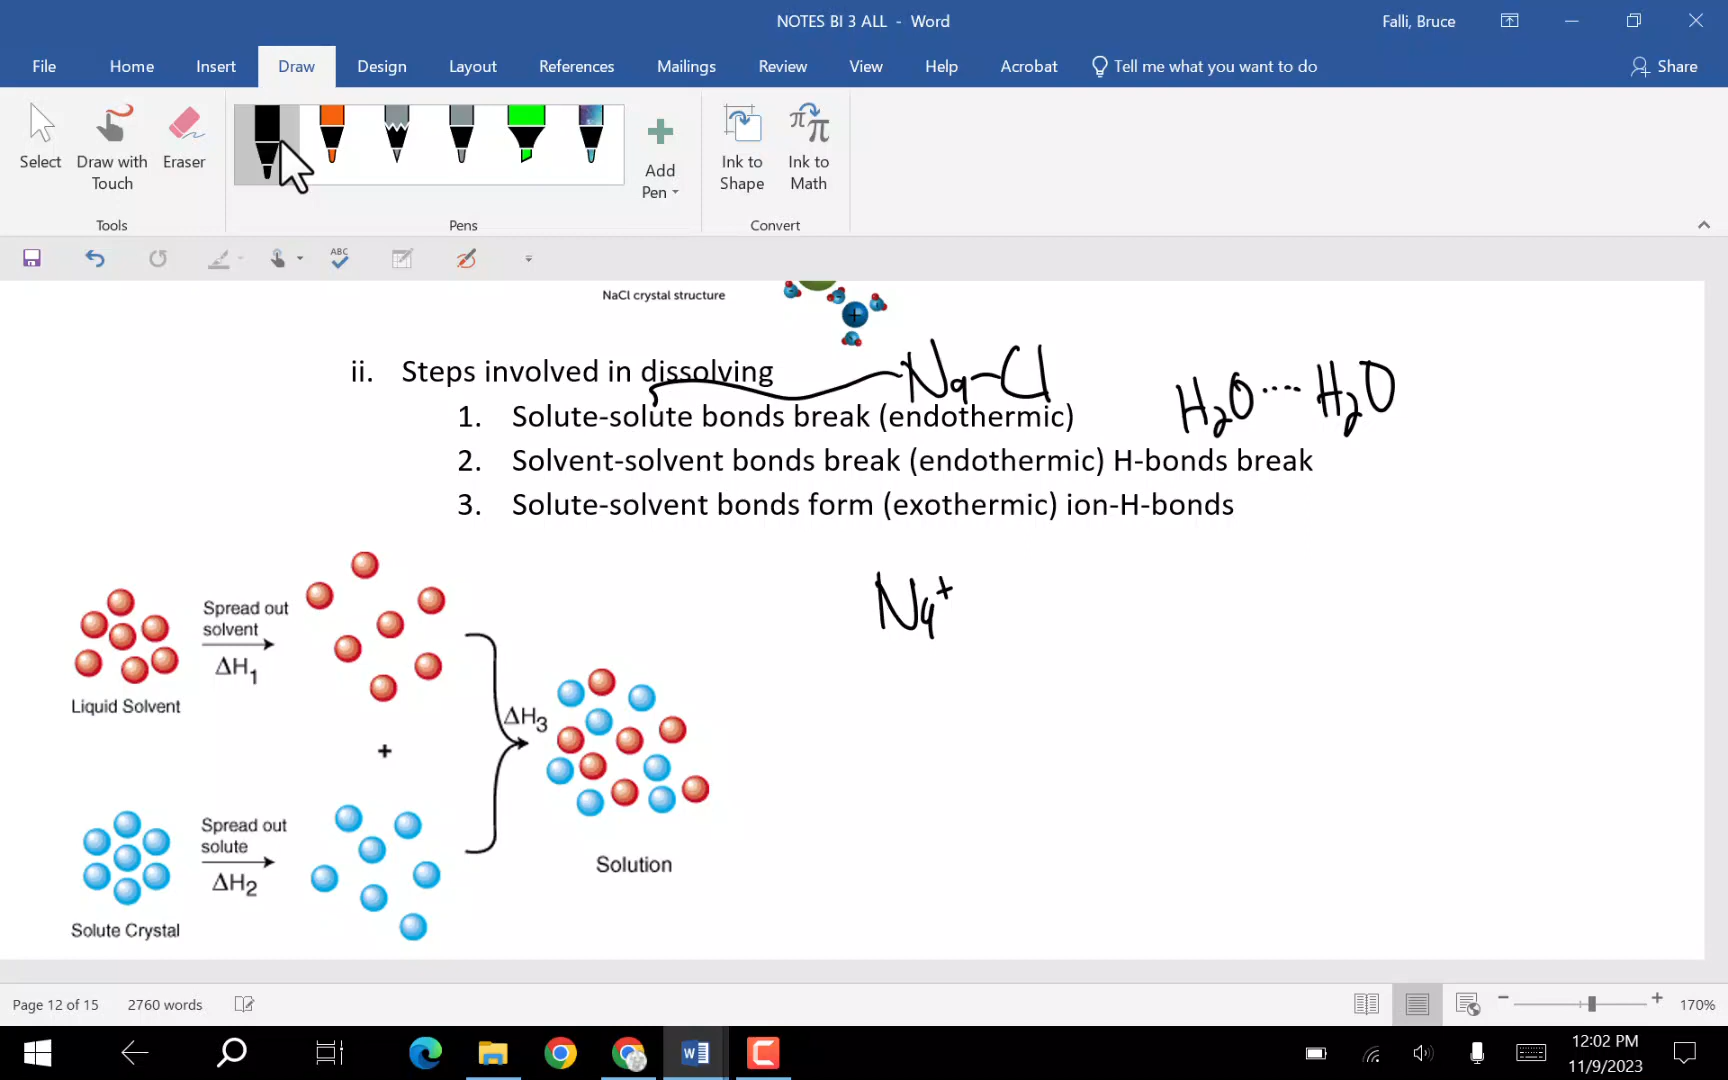 NOTES BI 3 ALL - Word
Falli, Bruce
File Home Insert Draw Design Layout References Mailings Review View Help Acrobat Tell me what you want to do Share
Select
Draw with Touch
Eraser
Add Pen
Ink to Shape
Ink to Math
Tools
Pens
Convert
ABC
NaCl crystal structure
+
Na-Cl
H2O .... H2O
ii. Steps involved in dissolving
1. Solute-solute bonds break (endothermic)
2. Solvent-solvent bonds break (endothermic) H-bonds break
3. Solute-solvent bonds form (exothermic) ion-H-bonds
Na+
Spread out
solvent
ΔH1
Liquid Solvent
+
ΔH3
Spread out
solute
ΔH2
Solute Crystal
Solution
Page 12 of 15 2760 words
170%
12:02 PM
11/9/2023